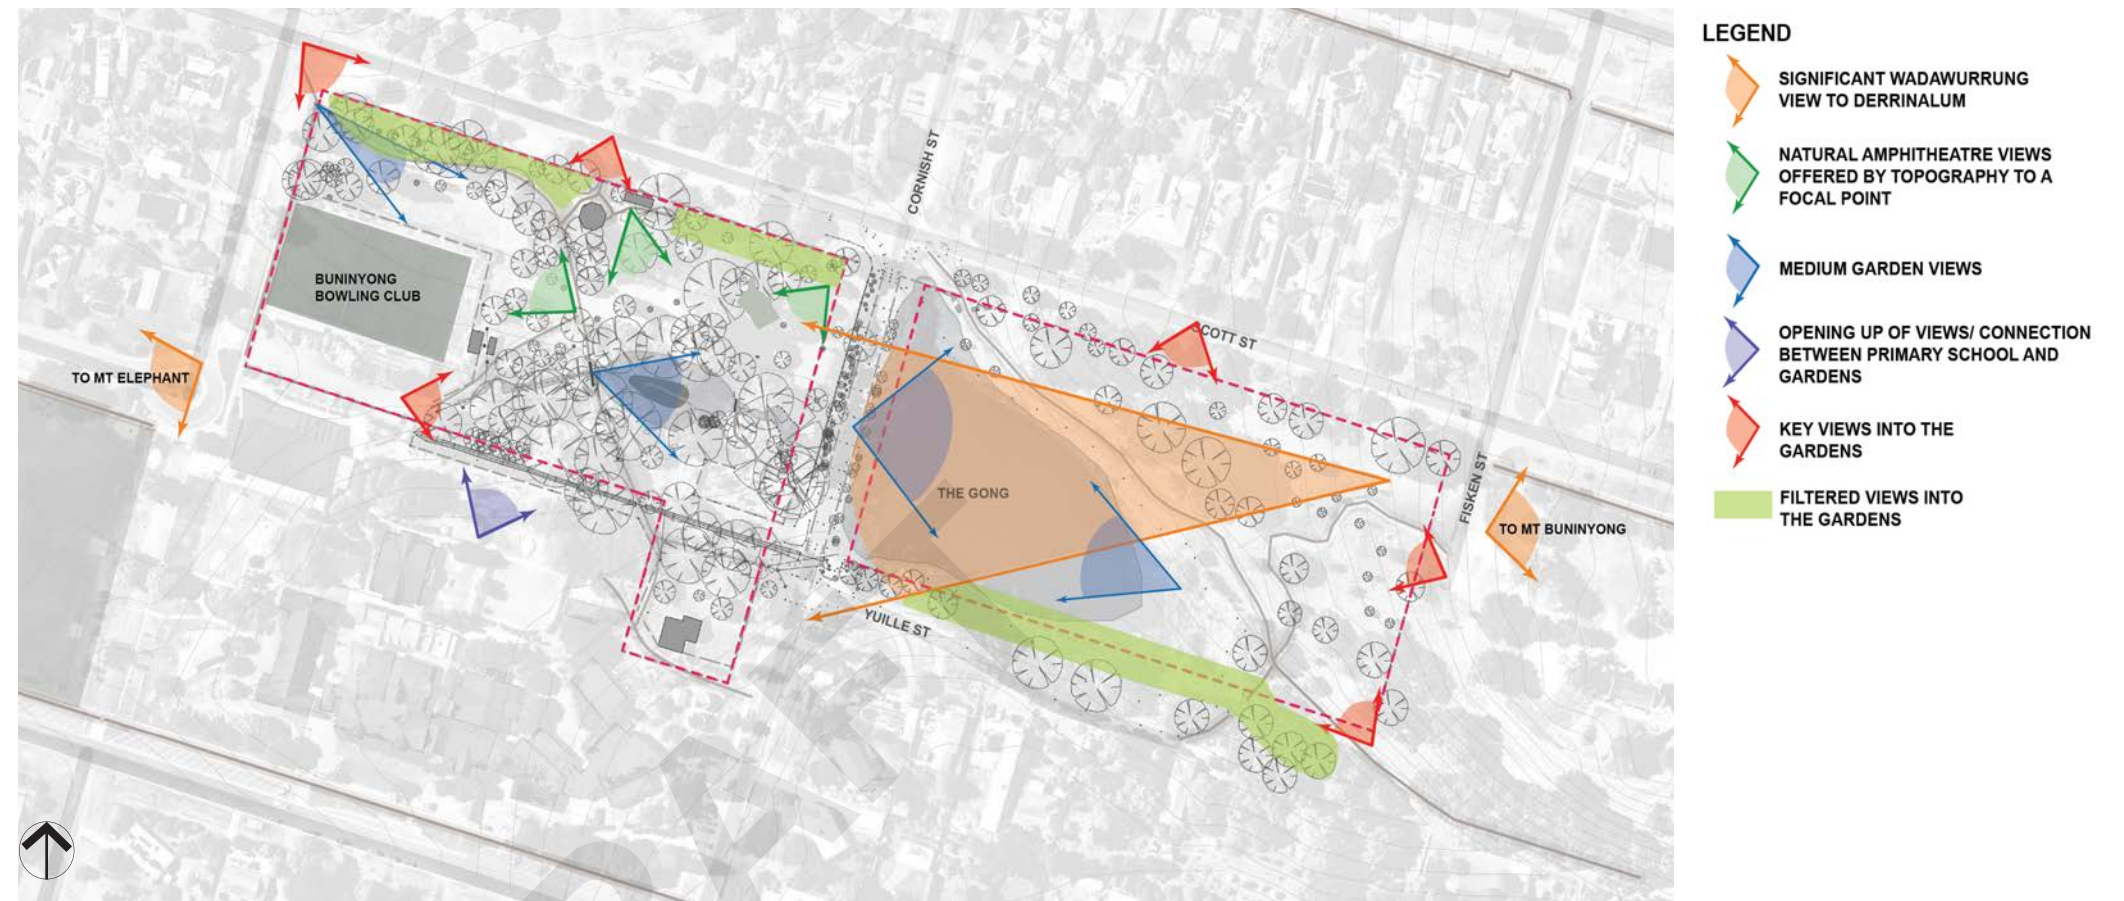 LEGEND
SIGNIFICANT WADAWURRUNG
VIEW TO DERRINALUM
NATURAL AMPHITHEATRE VIEWS
OFFERED BY TOPOGRAPHY TO A
FOCAL POINT
MEDIUM GARDEN VIEWS
OPENING UP OF VIEWS/ CONNECTION
BETWEEN PRIMARY SCHOOL AND
GARDENS
KEY VIEWS INTO THE
GARDENS
FILTERED VIEWS INTO
THE GARDENS
CORNISH ST
BUNINYONG
BOWLING CLUB
SCOTT ST
TO MT ELEPHANT
THE GONG
FISKEN ST
TO MT BUNINYONG
YUILLE ST